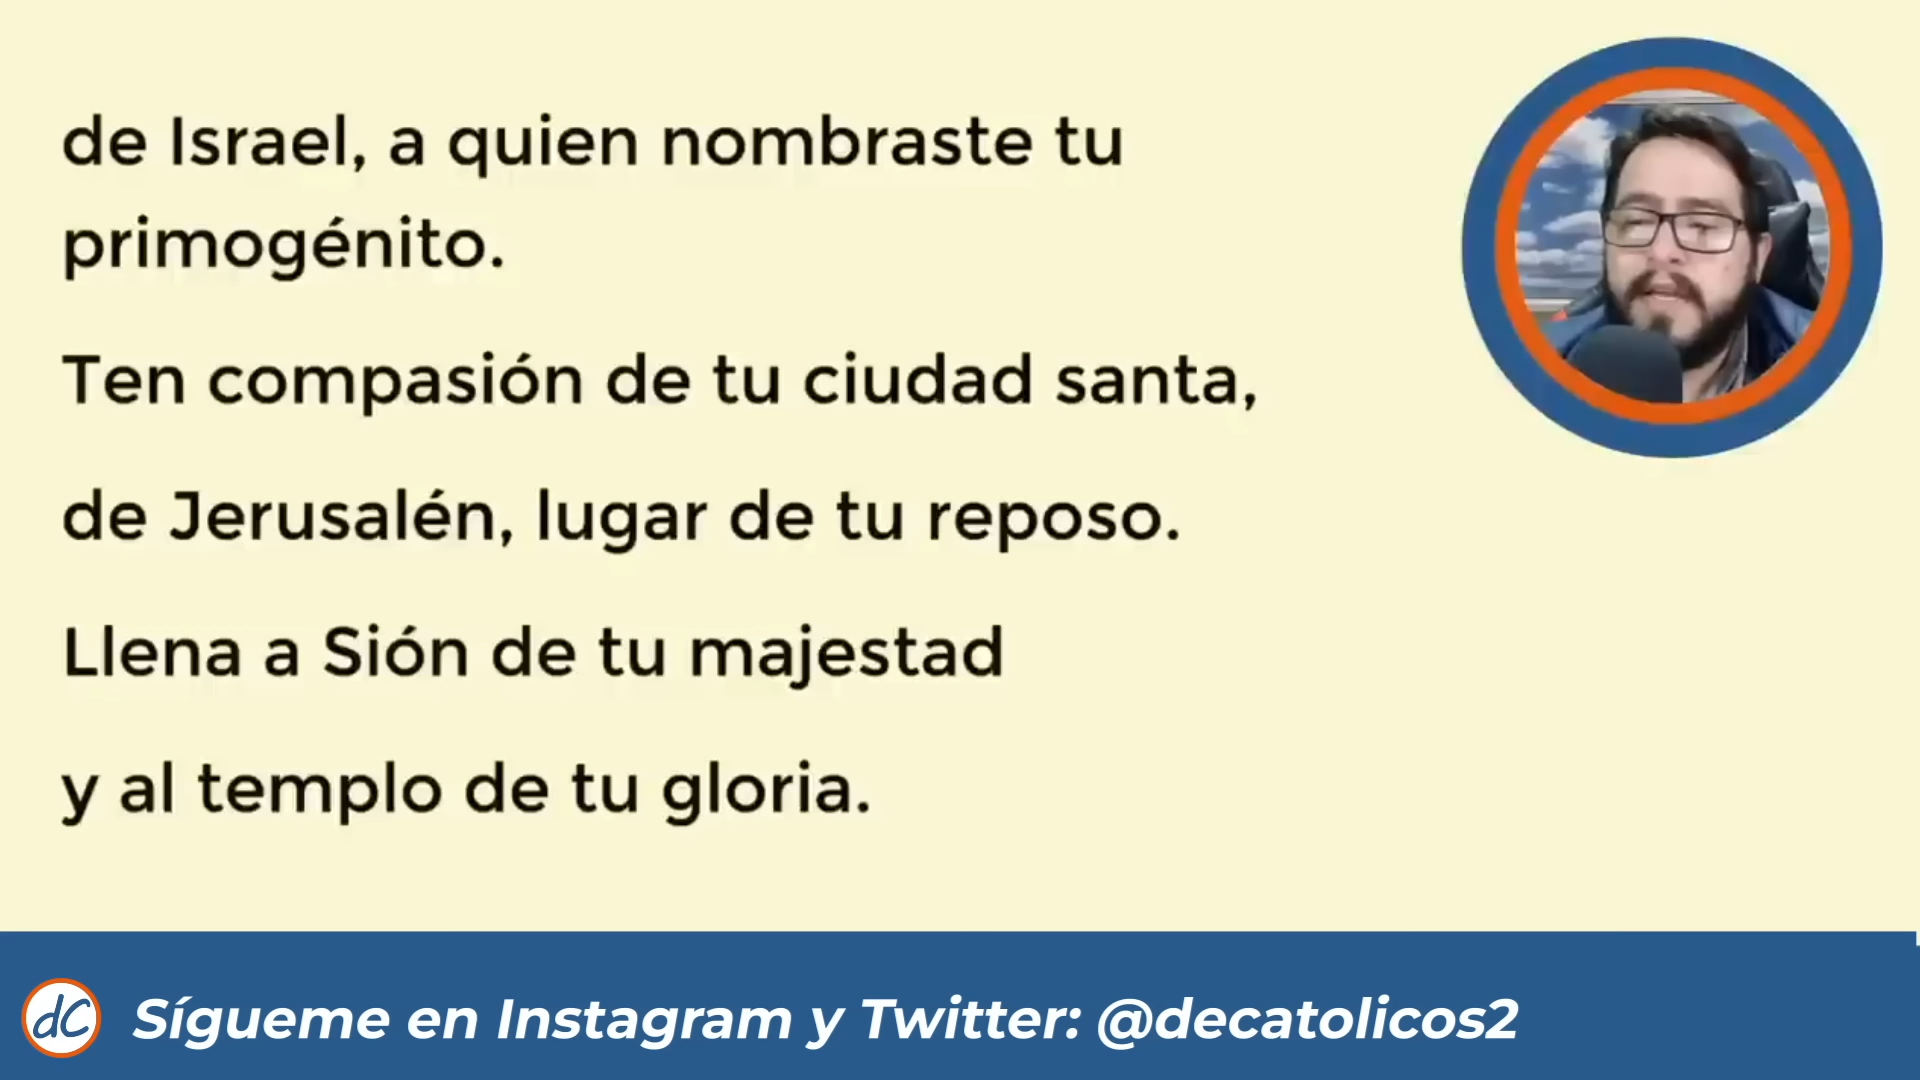 de Israel, a quien nombraste tu
primogénito.
Ten compasión de tu ciudad santa,
de Jerusalén, lugar de tu reposo.
Llena a Sión de tu majestad
y al templo de tu gloria.
dC Sígueme en Instagram y Twitter: @decatolicos2